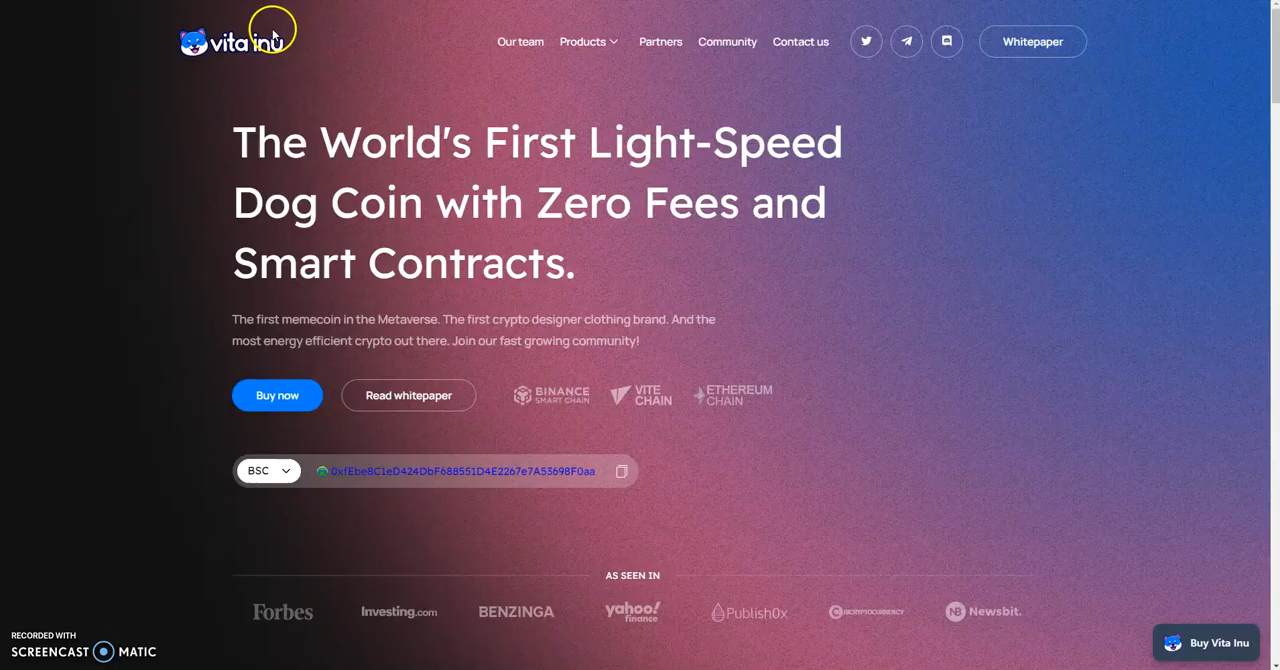 vita inu
Our team
Products
Partners
Community
Contact us
Whitepaper
The World's First Light-Speed
Dog Coin with Zero Fees and
Smart Contracts.
The first memecoin in the Metaverse. The first crypto designer clothing brand. And the
most energy efficient crypto out there. Join our fast growing community!
Buy now
Read whitepaper
BINANCE
SMART CHAIN
VITE
CHAIN
ETHEREUM
CHAIN
BSC
0xfEbe8C1eD424DbF688551D4E2267e7A53698F0aa
AS SEEN IN
Forbes
Investing.com
BENZINGA
yahoo!
finance
Publish0x
NB Newsbit.
RECORDED WITH
SCREENCAST MATIC
Buy Vita Inu